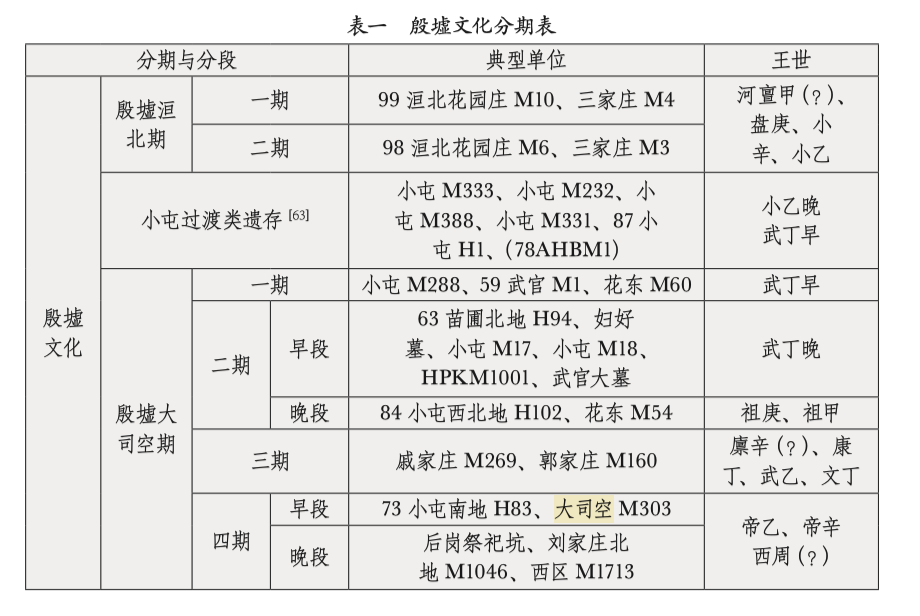 表一 殷墟文化分期表
分期与分段
典型单位
王世
殷墟
文化
殷墟洹
北期
一期
99 洹北花园庄 M10、三家庄 M4
二期
98 洹北花园庄 M6、三家庄 M3
河亶甲(?)、
盘庚、小
辛、小乙
小屯过渡类遗存 [63]
小屯 M333、小屯 M232、小
屯 M388、小屯 M331、87 小
屯 H1、(78AHBM1)
小乙晚
武丁早
殷墟大
司空期
一期
小屯 M288、59 武官 M1、花东 M60
武丁早
二期
早段
63 苗圃北地 H94、妇好
墓、小屯 M17、小屯 M18、
HPKM1001、武官大墓
武丁晚
晚段
84 小屯西北地 H102、花东 M54
祖庚、祖甲
三期
戚家庄 M269、郭家庄 M160
廪辛(?)、康
丁、武乙、文丁
四期
早段
73 小屯南地 H83、大司空 M303
晚段
后岗祭祀坑、刘家庄北
地 M1046、西区 M1713
帝乙、帝辛
西周(?)